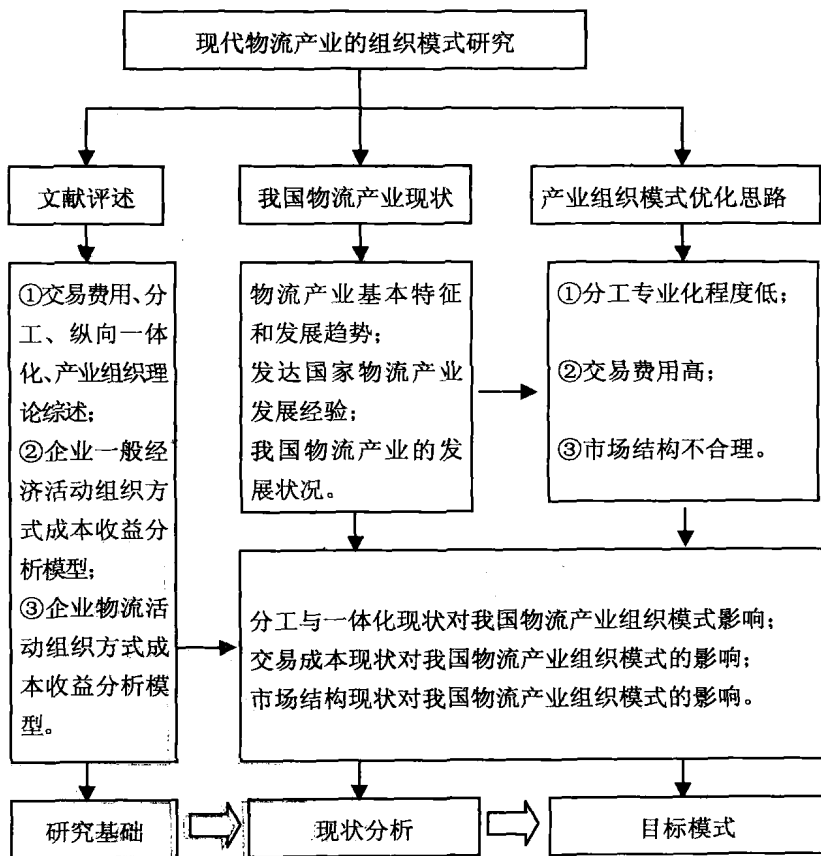 现代物流产业的组织模式研究
文献评述
我国物流产业现状
产业组织模式优化思路
①交易费用、分
工、纵向一体
化、产业组织理
论综述；
②企业一般经
济活动组织方
式成本收益分
析模型；
③企业物流活
动组织方式成
本收益分析模
型。
物流产业基本特征
和发展趋势；
发达国家物流产业
发展经验；
我国物流产业的发
展状况。
①分工专业化程度低；
②交易费用高；
③市场结构不合理。
分工与一体化现状对我国物流产业组织模式影响；
交易成本现状对我国物流产业组织模式的影响；
市场结构现状对我国物流产业组织模式的影响。
研究基础
现状分析
目标模式